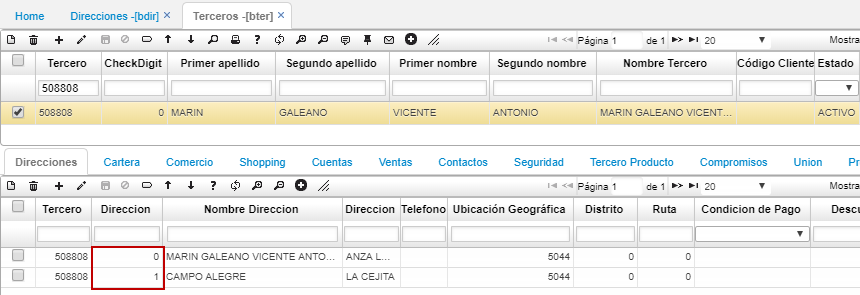 Home Direcciones -[bdir] × Terceros -[bter] ×
Página 1 de 1 20 Mostra
Tercero CheckDigit Primer apellido Segundo apellido Primer nombre Segundo nombre Nombre Tercero Código Cliente Estado
508808
508808 0 MARIN GALEANO VICENTE ANTONIO MARIN GALEANO VICENT... ACTIVO
Direcciones Cartera Comercio Shopping Cuentas Ventas Contactos Seguridad Tercero Producto Compromisos Union Pr
? Página 1 de 1 20 Mostra
Tercero Direccion Nombre Direccion Direccion Telefono Ubicación Geográfica Distrito Ruta Condicion de Pago Descu
508808 0 MARIN GALEANO VICENTE ANTO... ANZA L... 5044 0 0
508808 1 CAMPO ALEGRE LA CEJITA 5044 0 0